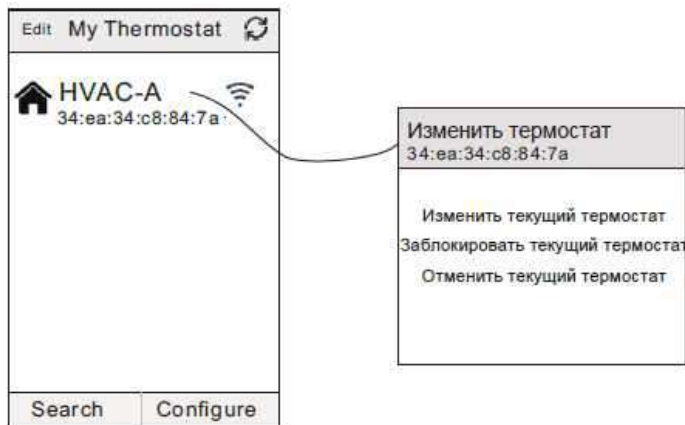 Edit My Thermostat
HVAC-A
34:ea:34:c8:84:7a
Изменить термостат
34:ea:34:c8:84:7a
Изменить текущий термостат
Заблокировать текущий термостат
Отменить текущий термостат
Search Configure